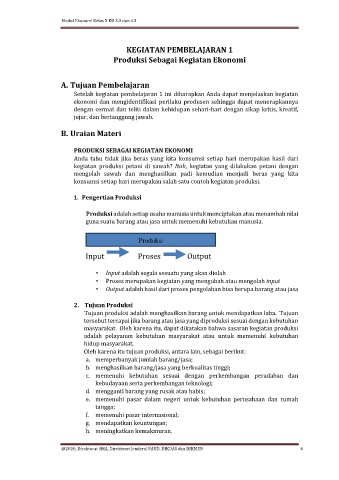 Modul Ekonomi Kelas X KD 3.3 dan 4.3
KEGIATAN PEMBELAJARAN 1
Produksi Sebagai Kegiatan Ekonomi
A. Tujuan Pembelajaran
Setelah kegiatan pembelajaran 1 ini diharapkan Anda dapat menjelaskan kegiatan
ekonomi dan mengidentifikasi perilaku produsen sehingga dapat menerapkannya
dengan cermat dan teliti dalam kehidupan sehari-hari dengan sikap kritis, kreatif,
jujur, dan bertanggung jawab.
B. Uraian Materi
PRODUKSI SEBAGAI KEGIATAN EKONOMI
Anda tahu tidak jika beras yang kita konsumsi setiap hari merupakan hasil dari
kegiatan produksi petani di sawah? Nah, kegiatan yang dilakukan petani dengan
mengolah sawah dan menghasilkan padi kemudian menjadi beras yang kita
konsumsi setiap hari merupakan salah satu contoh kegiatan produksi.
1. Pengertian Produksi
Produksi adalah setiap usaha manusia untuk menciptakan atau menambah nilai
guna suatu barang atau jasa untuk memenuhi kebutuhan manusia.
Produksi
Input Proses Output
• Input adalah segala sesuatu yang akan diolah
• Proses merupakan kegiatan yang mengubah atau mengolah input
• Output adalah hasil dari proses pengolahan bisa berupa barang atau jasa
2. Tujuan Produksi
Tujuan produksi adalah menghasilkan barang untuk mendapatkan laba. Tujuan
tersebut tercapai jika barang atau jasa yang diproduksi sesuai dengan kebutuhan
masyarakat. Oleh karena itu, dapat dikatakan bahwa sasaran kegiatan produksi
adalah pelayanan kebutuhan masyarakat atau untuk memenuhi kebutuhan
hidup masyarakat.
Oleh karena itu tujuan produksi, antara lain, sebagai berikut:
a. memperbanyak jumlah barang/jasa;
b. menghasilkan barang/jasa yang berkualitas tinggi;
c. memenuhi kebutuhan sesuai dengan perkembangan peradaban dan
kebudayaan serta perkembangan teknologi;
d. mengganti barang yang rusak atau habis;
e. memenuhi pasar dalam negeri untuk kebutuhan perusahaan dan rumah
tangga;
f. memenuhi pasar internasional;
g. mendapatkan keuntungan;
h. meningkatkan kemakmuran.
@2020, Direktorat SMA, Direktorat Jenderal PAUD, DIKDAS dan DIKMEN 6